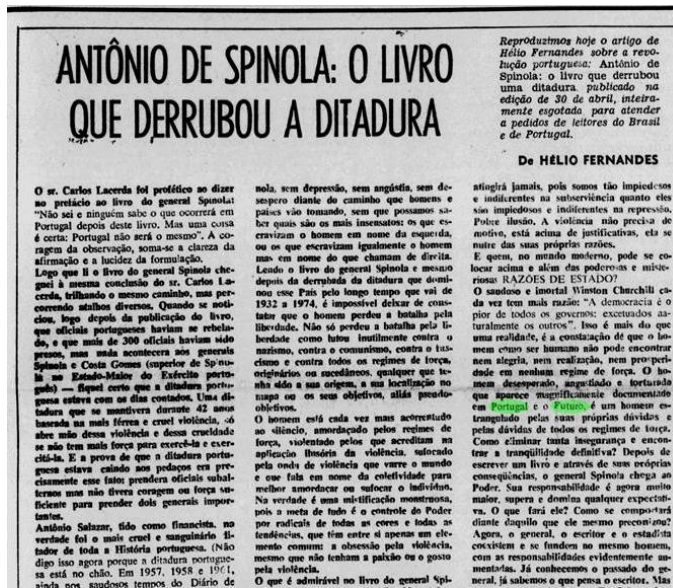 ANTÔNIO DE SPINOLA: O LIVRO
QUE DERRUBOU A DITADURA
Reproduzimos hoje o artigo de
Hélio Fernandes sobre a revo-
lução portuguesa: Antônio de
Spinola: o livro que derrubou
uma ditadura publicado na
edição de 30 de abril, inteira-
mente esgotada para atender
a pedidos de leitores do Brasil
e de Portugal.
De HÉLIO FERNANDES
O sr. Carlos Lacerda foi profético ao dizer
no prefácio ao livro do general Spinola:
"Não sei e ninguém sabe o que ocorrerá em
Portugal depois deste livro. Mas uma coisa
é certa: Portugal não será o mesmo". A co-
ragem da observação, soma-se a clareza da
afirmação e a lucidez da formulação.
Logo que li o livro do general Spinola che-
guei à mesma conclusão do sr. Carlos La-
cerda, trilhando o mesmo caminho, mas per-
correndo atalhos diversos. Quando se noti-
ciou, logo depois da publicação do livro,
que oficiais portugueses haviam se rebela-
do, e que mais de 300 oficiais haviam sido
presos, mas nada acontecera aos generais
Spinola e Costa Gomes (superior de Spino-
la no Estado-Maior do Exército portu-
guês) — fiquei certo que a ditadura portu-
guesa estava com os dias contados. Uma di-
tadura que se mantivera durante 42 anos
baseada na mais férrea e cruel violência, só
abre mão dessa violência e dessa crueldade
se não tem mais força para exercê-la e exer-
citá-la. E a prova de que a ditadura portu-
guesa estava caindo aos pedaços era pre-
cisamente esse fato: prendera oficiais subal-
ternos mas não tivera coragem ou força su-
ficiente para prender dois generais impor-
tantes.
Antônio Salazar, tido como financista, na
verdade foi o mais cruel e sanguinário di-
tador de toda a História portuguesa. (Não
digo isso agora porque a ditadura portugue-
sa está no chão. Em 1957, 1958 e 1961,
ainda nos saudosos tempos do Diário de
nola, sem depressão, sem angústia, sem de-
sespero diante do caminho que homens e
países vão tomando, sem que possamos sa-
ber quais são os mais insensatos: os que es-
cravizam o homem em nome da esquerda,
ou os que escravizam igualmente o homem
mas em nome do que chamam de direita.
Lendo o livro do general Spinola e mesmo
depois da derrubada da ditadura que domi-
nou esse País pelo longo tempo que vai de
1932 a 1974, é impossível deixar de cons-
tatar que o homem perdeu a batalha pela
liberdade. Não só perdeu a batalha pela li-
berdade como lutou inutilmente contra o
nazismo, contra o comunismo, contra o fas-
cismo e contra todos os regimes de força,
originários ou sucedâneos, qualquer que te-
nha sido a sua origem, a sua localização no
mapa ou os seus objetivos, aliás pseudo-
objetivos.
O homem está cada vez mais acorrentado
no silêncio, amordaçado pelos regimes de
força, violentado pelos que acreditam na
aplicação ilusória da violência, sufocado
pela onda de violência que varre o mundo
e que fala em nome da coletividade para
melhor amordaçar ou sufocar o indivíduo.
Na verdade é uma mistificação monstruosa,
pois a meta de tudo é o controle do Poder
por radicais de todas as cores e todas as
tendências, que têm entre si apenas um ele-
mento comum: a obsessão pela violência,
mesmo que não tenham a paixão ou o gosto
pela violência.
O que é admirável no livro do general Spi-
atingirá jamais, pois somos tão impiedosos
e indiferentes na subserviência quanto eles
são impiedosos e indiferentes na repressão.
Pobre ilusão. A violência não precisa de
motivo, está acima de justificativas, ela se
nutre das suas próprias razões.
E quem, no mundo moderno, pode se co-
locar acima e além das poderosas e miste-
riosas RAZÕES DE ESTADO?
O saudoso e imortal Winston Churchill ca-
da vez tem mais razão: "A democracia é o
pior de todos os governos: excetuados na-
turalmente os outros". Isso é mais do que
uma realidade, é a constatação de que o ho-
mem como ser humano não pode encontrar
nem alegria, nem realização, nem prosperi-
dade em nenhum regime de força. O ho-
mem desesperado, angustiado e torturado
que aparece magnificamente documentado
em Portugal e o Futuro, é um homem es-
trangulado pelas suas próprias dúvidas e
pelas dúvidas de todos os regimes de força.
Como eliminar tanta insegurança e encon-
trar a tranqüilidade definitiva? Depois de
escrever um livro e através de suas próprias
conseqüências, o general Spinola chega ao
Poder. Sua responsabilidade é agora muito
maior, supera e domina qualquer expectati-
va. O que fará ele? Como se comportará
diante daquilo que ele mesmo preconizou?
Agora, o general, o escritor e o estadista
coexistem e se fundem no mesmo homem,
com as responsabilidades evidentemente au-
mentadas. Já conhecemos o passado do ge-
neral, já sabemos o que pensa o escritor. Mas